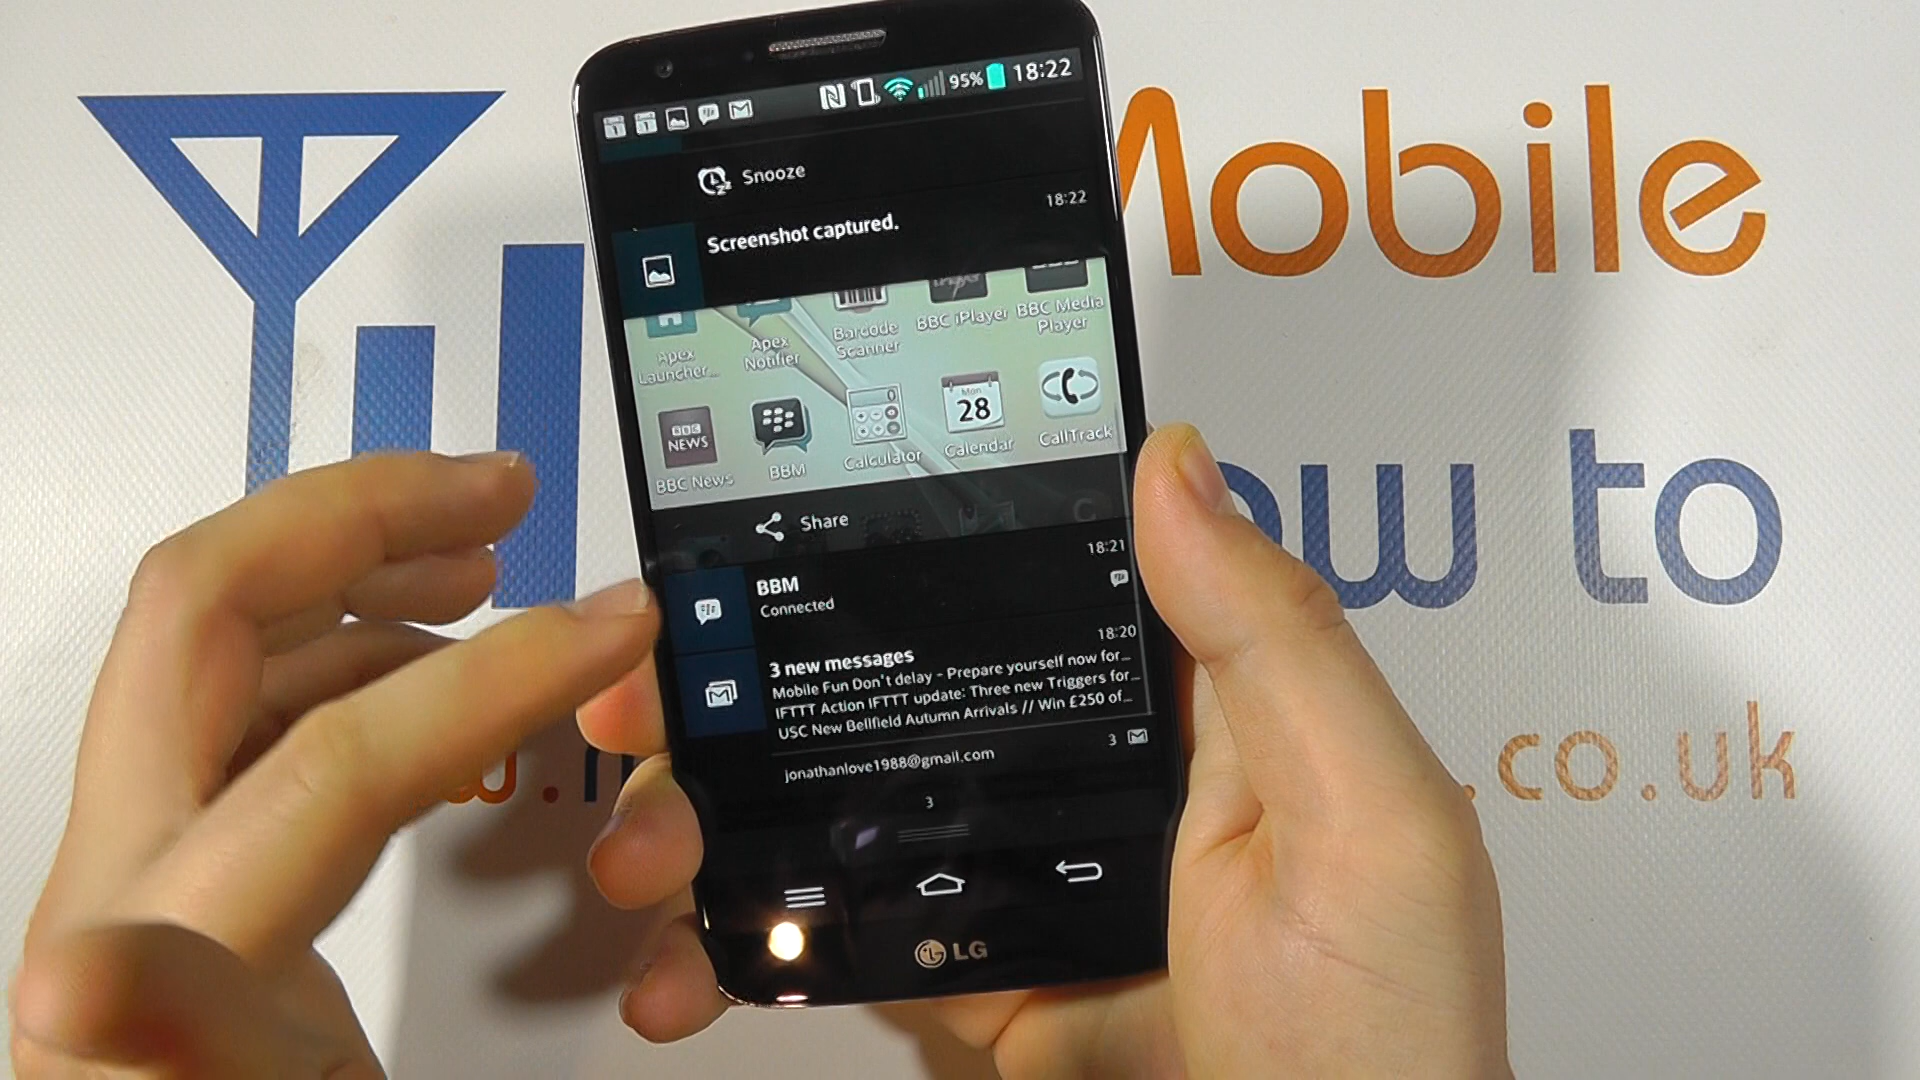 Mobile
ow to
.co.uk
95% 18:22
Snooze
18:22
Screenshot captured.
Apex Launcher...
Apex Notifier
Barcode Scanner
BBC iPlayer
BBC Media Player
BBC NEWS
Mon
28
0
BBC News
BBM
Calculator
Calendar
CallTrack
Share
18:21
BBM
Connected
18:20
3 new messages
Mobile Fun Don't delay - Prepare yourself now for...
IFTTT Action IFTTT update: Three new Triggers for...
USC New Bellfield Autumn Arrivals // Win £250 of...
jonathanlove1988@gmail.com 3
3
LG